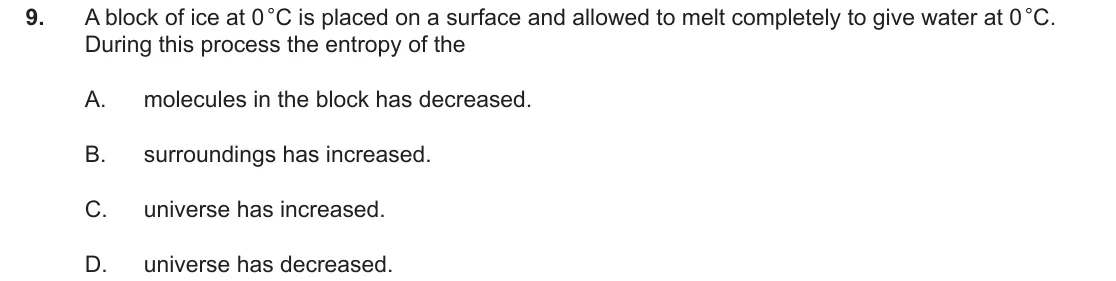 9. A block of ice at 0 °C is placed on a surface and allowed to melt completely to give water at 0 °C.
During this process the entropy of the
A. molecules in the block has decreased.
B. surroundings has increased.
C. universe has increased.
D. universe has decreased.